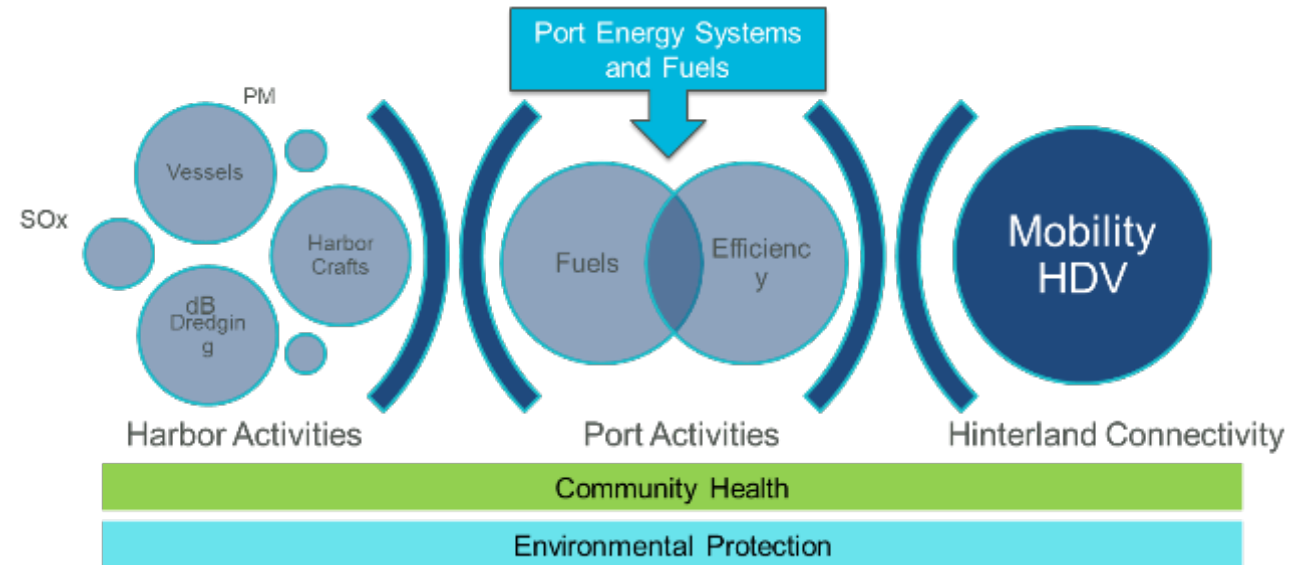 Port Energy Systems
and Fuels
PM
Vessels
SOx
Harbor
Crafts
dB
Dredgin
g
Fuels
Efficienc
y
Mobility
HDV
Harbor Activities
Port Activities
Hinterland Connectivity
Community Health
Environmental Protection